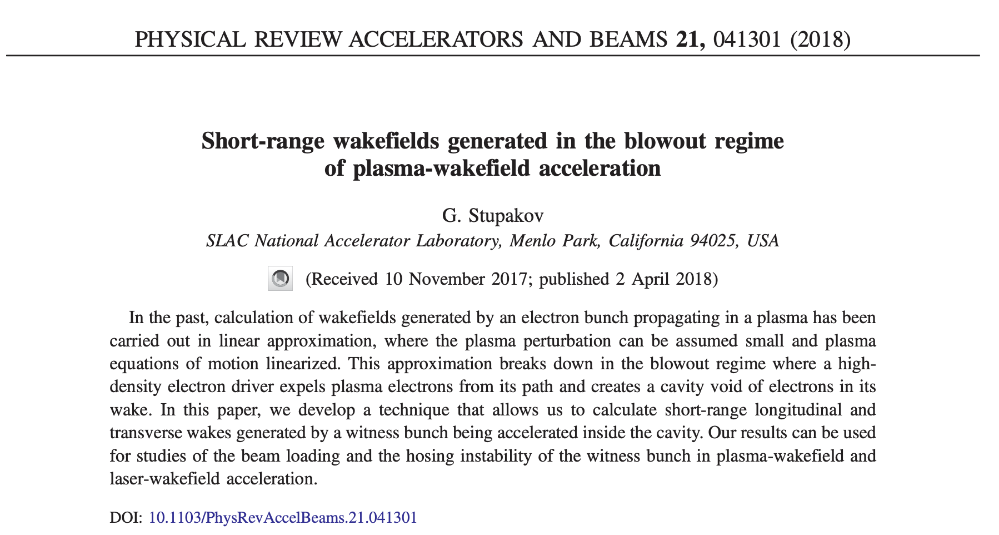 PHYSICAL REVIEW ACCELERATORS AND BEAMS 21, 041301 (2018)
Short-range wakefields generated in the blowout regime
of plasma-wakefield acceleration
G. Stupakov
SLAC National Accelerator Laboratory, Menlo Park, California 94025, USA
(Received 10 November 2017; published 2 April 2018)
In the past, calculation of wakefields generated by an electron bunch propagating in a plasma has been
carried out in linear approximation, where the plasma perturbation can be assumed small and plasma
equations of motion linearized. This approximation breaks down in the blowout regime where a high-
density electron driver expels plasma electrons from its path and creates a cavity void of electrons in its
wake. In this paper, we develop a technique that allows us to calculate short-range longitudinal and
transverse wakes generated by a witness bunch being accelerated inside the cavity. Our results can be used
for studies of the beam loading and the hosing instability of the witness bunch in plasma-wakefield and
laser-wakefield acceleration.
DOI: 10.1103/PhysRevAccelBeams.21.041301